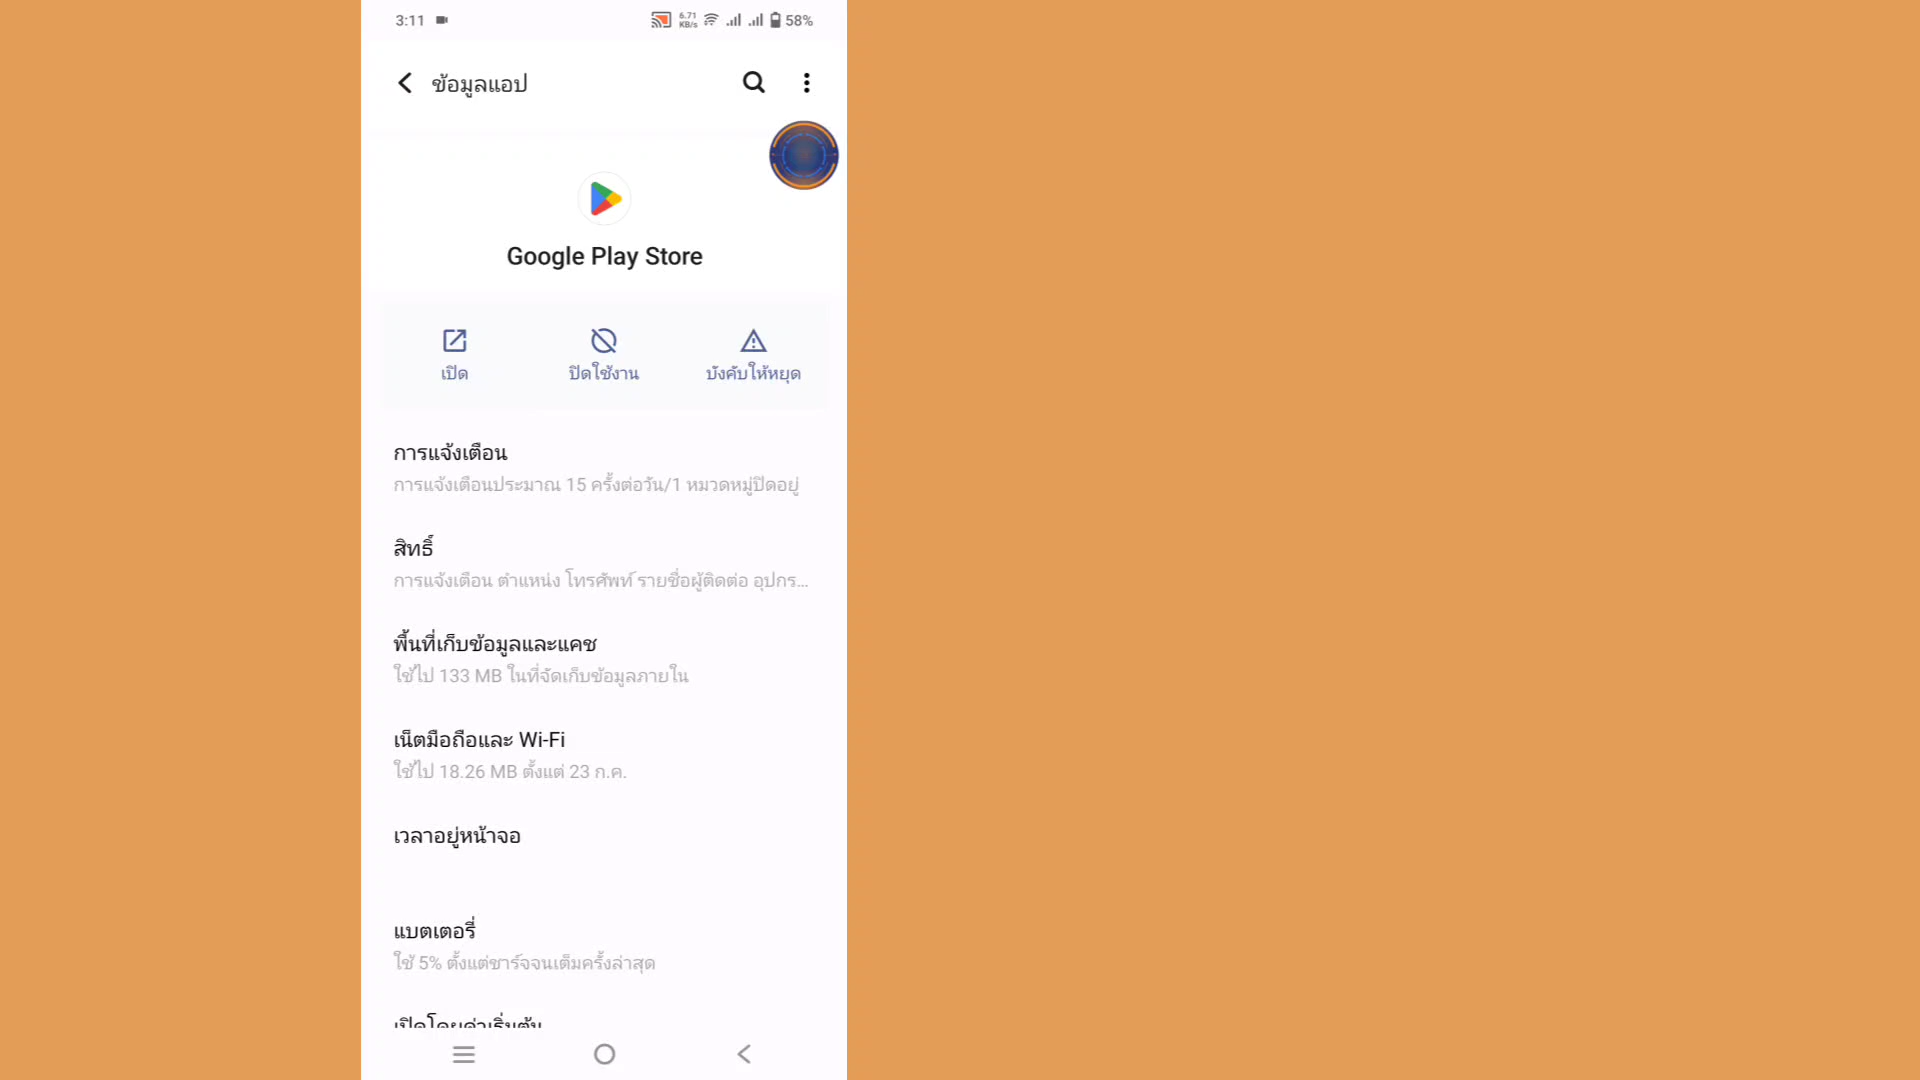 3:11
6.71
KB/s
58%
ข้อมูลแอป
Google Play Store
เปิด
ปิดใช้งาน
บังคับให้หยุด
การแจ้งเตือน
การแจ้งเตือนประมาณ 15 ครั้งต่อวัน/1 หมวดหมู่ปิดอยู่
สิทธิ์
การแจ้งเตือน ตำแหน่ง โทรศัพท์ รายชื่อผู้ติดต่อ อุปกร...
พื้นที่เก็บข้อมูลและแคช
ใช้ไป 133 MB ในที่จัดเก็บข้อมูลภายใน
เน็ตมือถือและ Wi-Fi
ใช้ไป 18.26 MB ตั้งแต่ 23 ก.ค.
เวลาอยู่หน้าจอ
แบตเตอรี่
ใช้ 5% ตั้งแต่ชาร์จจนเต็มครั้งล่าสุด
เปิดโดยค่าเริ่มต้น